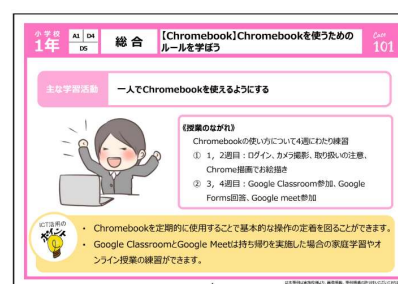 小学校
1年
A1 D4
D5
総合
【Chromebook】Chromebookを使うための
ルールを学ぼう
Case
101
主な学習活動
一人でChromebookを使えるようにする
《授業のながれ》
Chromebookの使い方について4週にわたり練習
① 1，2週目：ログイン、カメラ撮影、取り扱いの注意、
Chrome描画でお絵描き
② 3，4週目：Google Classroom参加、Google
Forms回答、Google meet参加
ICT活用の
ポイント
・ Chromebookを定期的に使用することで基本的な操作の定着を図ることができます。
・ Google ClassroomとGoogle Meetは持ち帰りを実施した場合の家庭学習やオ
ンライン授業の練習ができます。